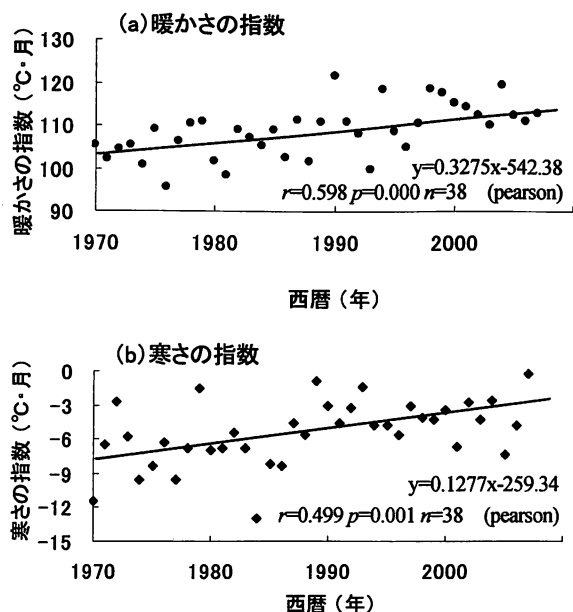 (a)暖かさの指数
暖かさの指数(℃・月)
130
120
110
100
90
y=0.3275x-542.38
r=0.598 p=0.000 n=38 (pearson)
1970 1980 1990 2000
西暦(年)
(b)寒さの指数
寒さの指数(℃・月)
0
-3
-6
-9
-12
-15
y=0.1277x-259.34
r=0.499 p=0.001 n=38 (pearson)
1970 1980 1990 2000
西暦(年)